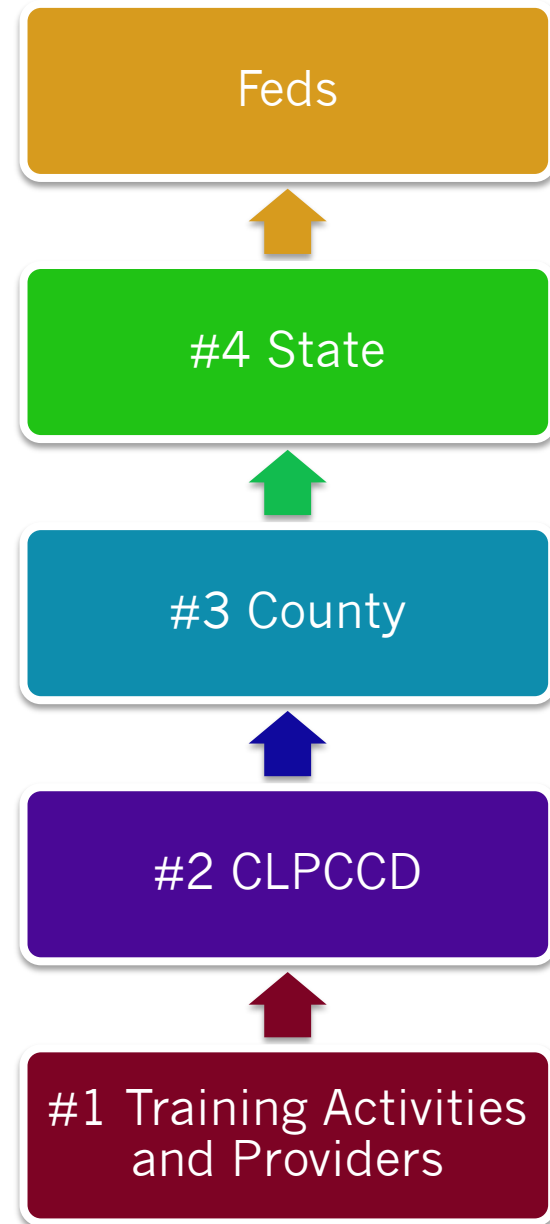 Feds
#4 State
#3 County
#2 CLPCCD
#1 Training Activities
and Providers